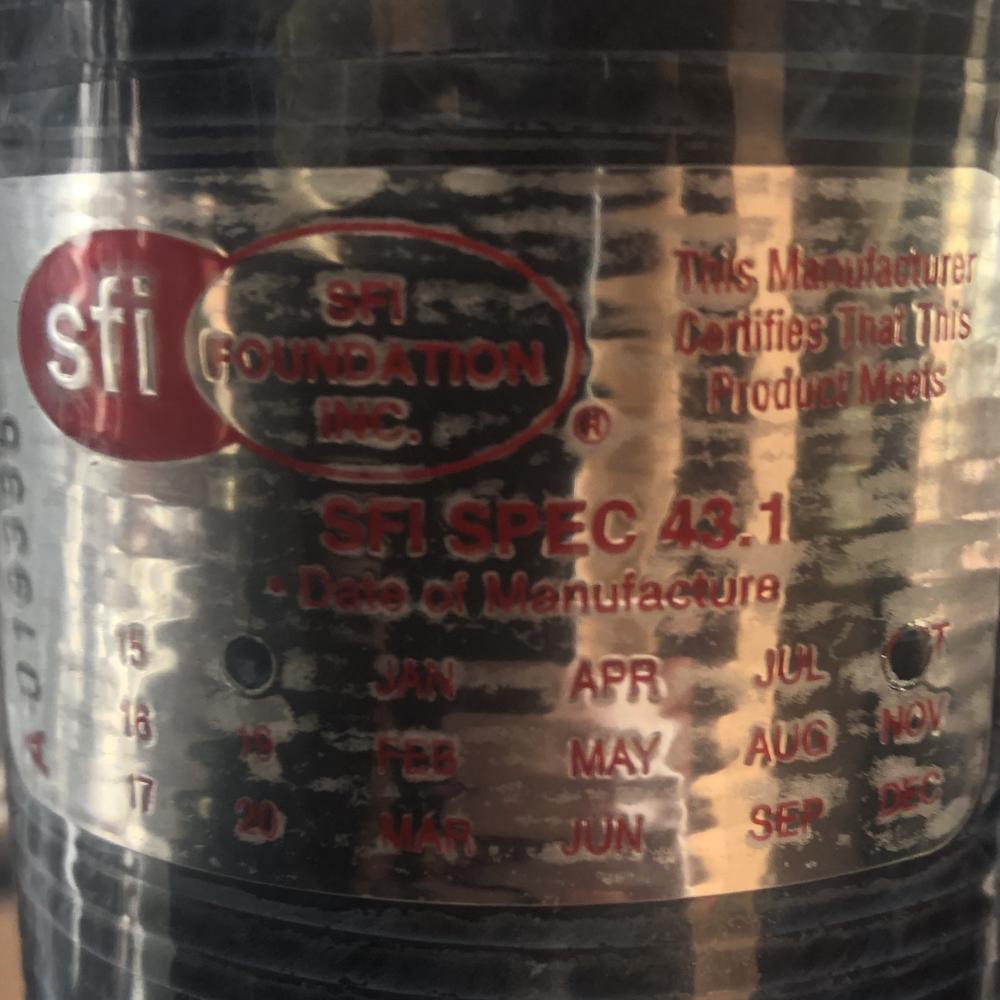 sfi
SFI
FOUNDATION
INC.
®
This Manufacturer
Certifies That This
Product Meets
SFI SPEC 43.1
• Date of Manufacture
15 JAN APR JUL
16 19 FEB MAY AUG NOV
17 20 MAR JUN SEP DEC